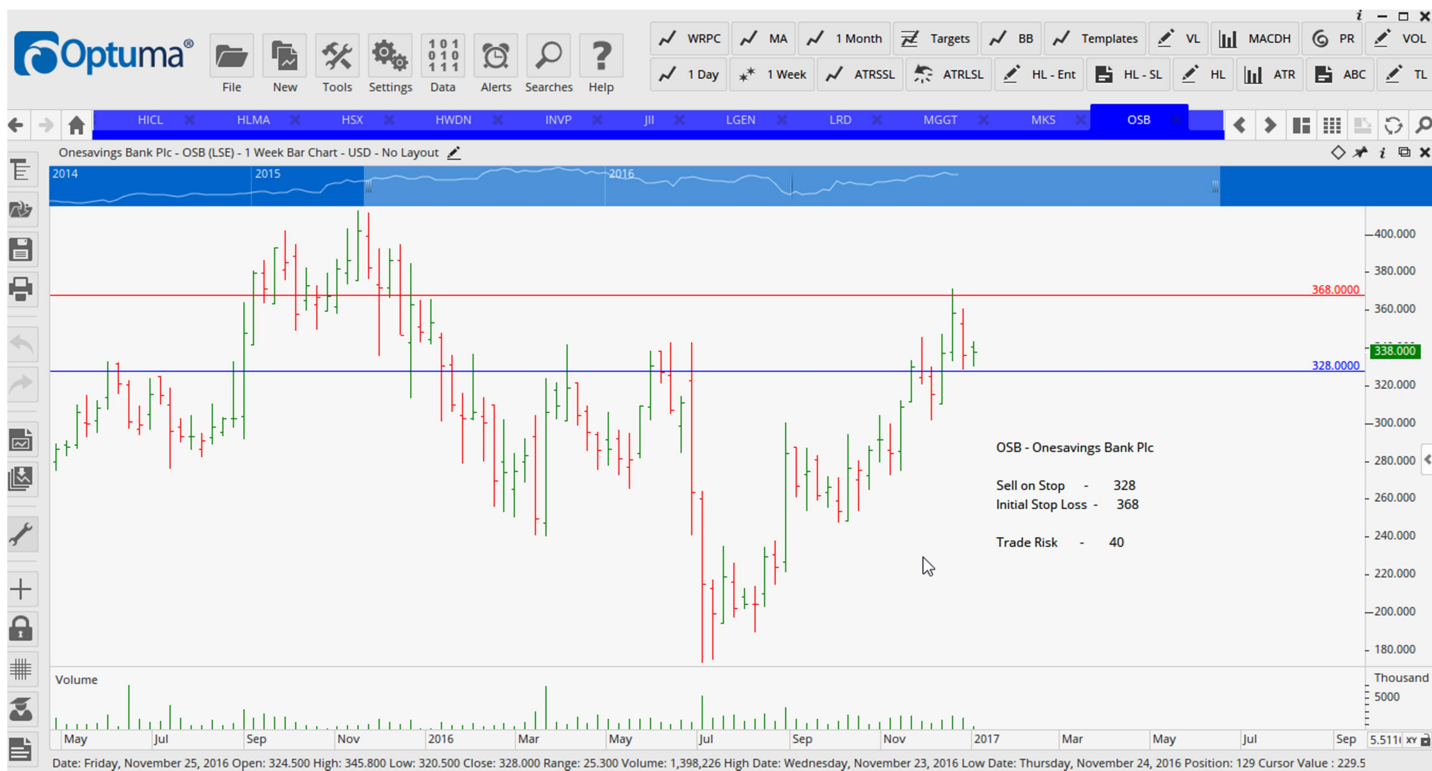 i
Optuma®
File
New
Tools
Settings
101
010
111
Data
Alerts
Searches
?
Help
WRPC MA 1 Month Targets BB Templates VL MACDH PR VOL
1 Day 1 Week ATRSSL ATRLSL HL - Ent HL - SL HL ATR ABC TL
HICL HLMA HSX HWDN INVP JII LGEN LRD MGGT MKS OSB
Onesavings Bank Plc - OSB (LSE) - 1 Week Bar Chart - USD - No Layout
i
2014 2015 2016
400.000
380.000
368.0000
360.000
338.000
328.0000
320.000
300.000
280.000
260.000
240.000
220.000
200.000
180.000
OSB - Onesavings Bank Plc
Sell on Stop - 328
Initial Stop Loss - 368
Trade Risk - 40
Volume
Thousand
5000
May Jul Sep Nov 2016 Mar May Jul Sep Nov 2017 Mar May Jul Sep
XY
Date: Friday, November 25, 2016 Open: 324.500 High: 345.800 Low: 320.500 Close: 328.000 Range: 25.300 Volume: 1,398,226 High Date: Wednesday, November 23, 2016 Low Date: Thursday, November 24, 2016 Position: 129 Cursor Value : 229.5